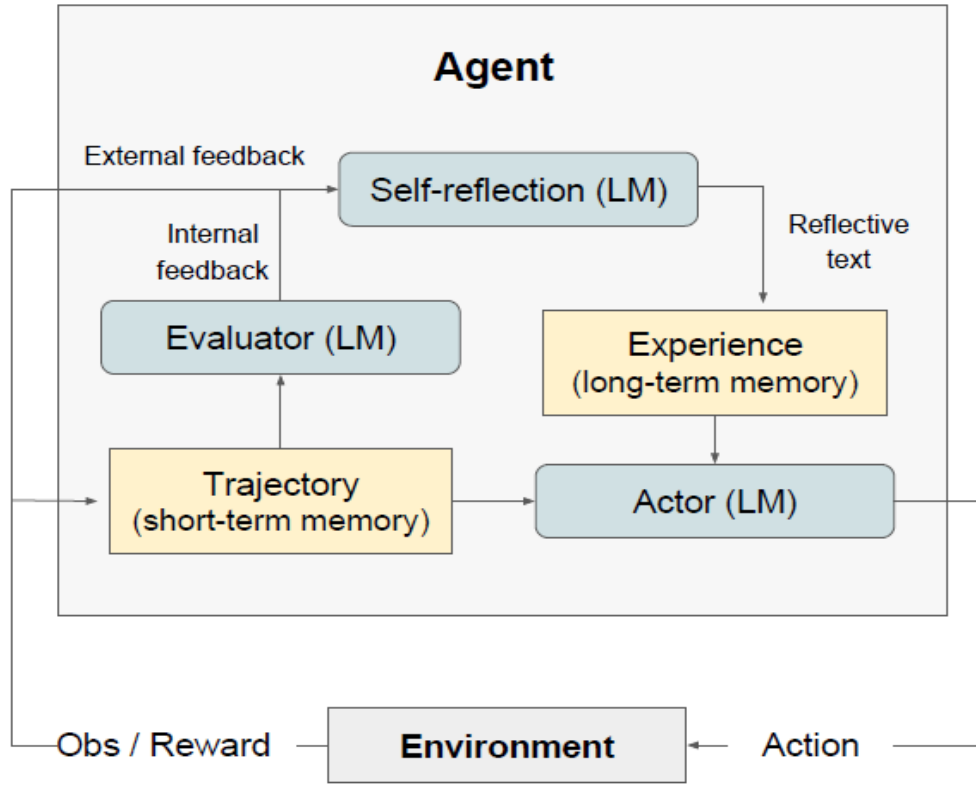 Agent
External feedback
Self-reflection (LM)
Internal
feedback
Reflective
text
Evaluator (LM)
Experience
(long-term memory)
Trajectory
(short-term memory)
Actor (LM)
Obs / Reward
Environment
Action